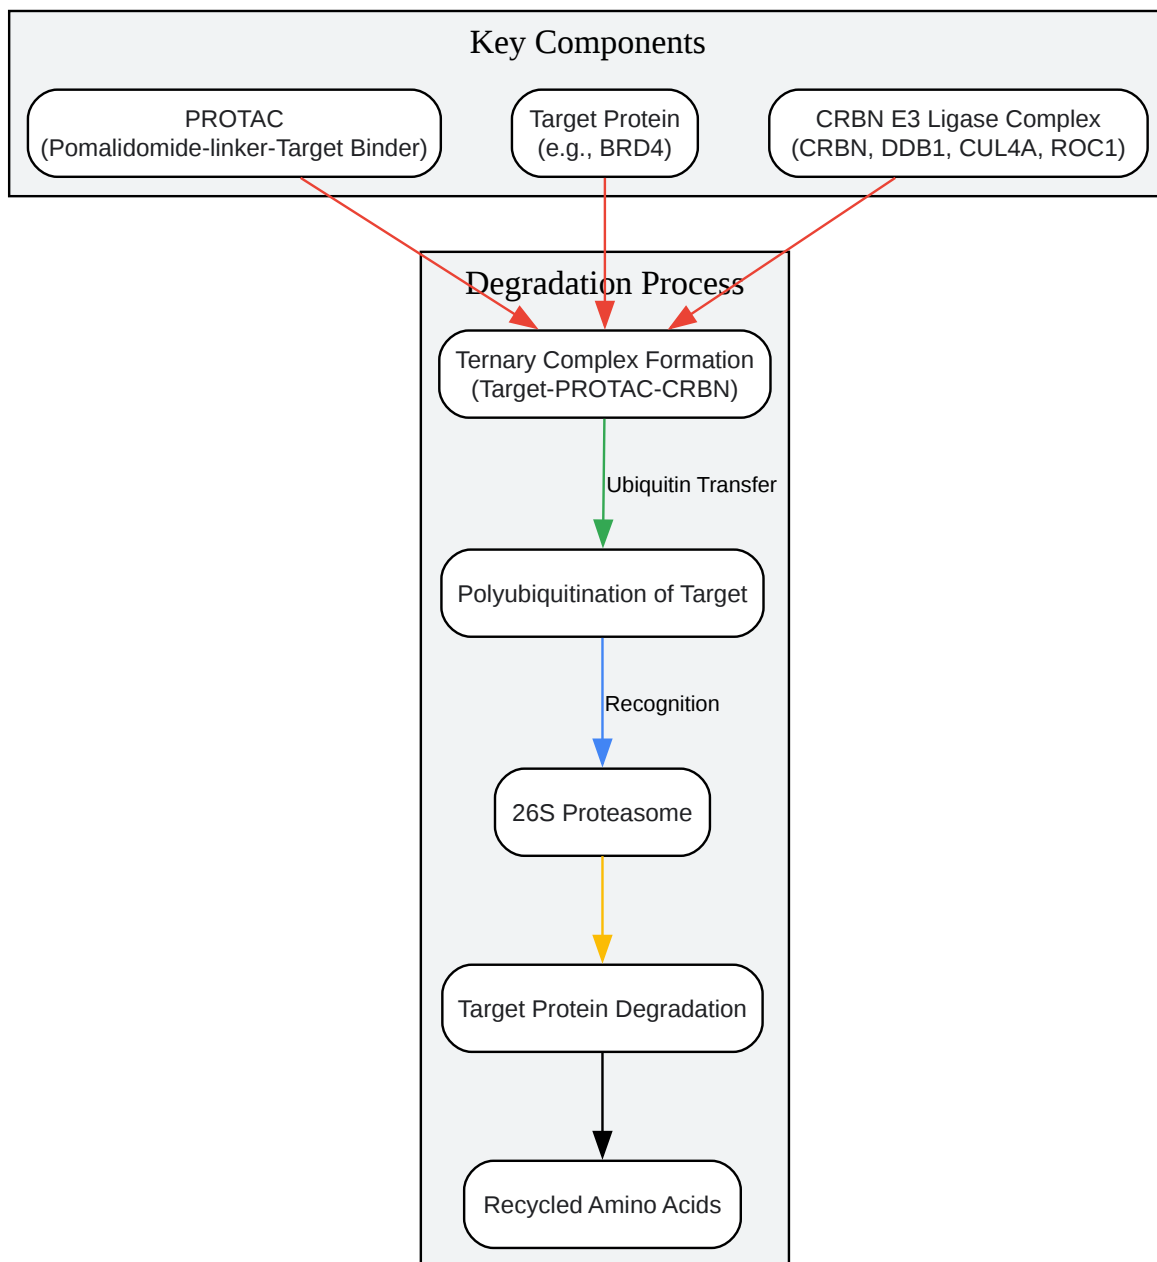 Key Components
PROTAC
(Pomalidomide-linker-Target Binder)
Target Protein
(e.g., BRD4)
CRBN E3 Ligase Complex
(CRBN, DDB1, CUL4A, ROC1)
Degradation Process
Ternary Complex Formation
(Target-PROTAC-CRBN)
Ubiquitin Transfer
Polyubiquitination of Target
Recognition
26S Proteasome
Target Protein Degradation
Recycled Amino Acids